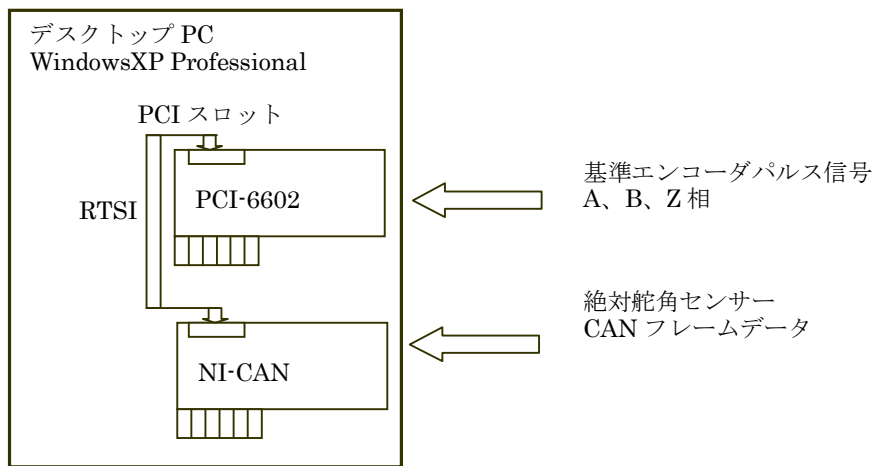 デスクトップ PC
WindowsXP Professional
PCI スロット
RTSI
PCI-6602
基準エンコーダパルス信号
A、B、Z 相
絶対舵角センサー
CAN フレームデータ
NI-CAN